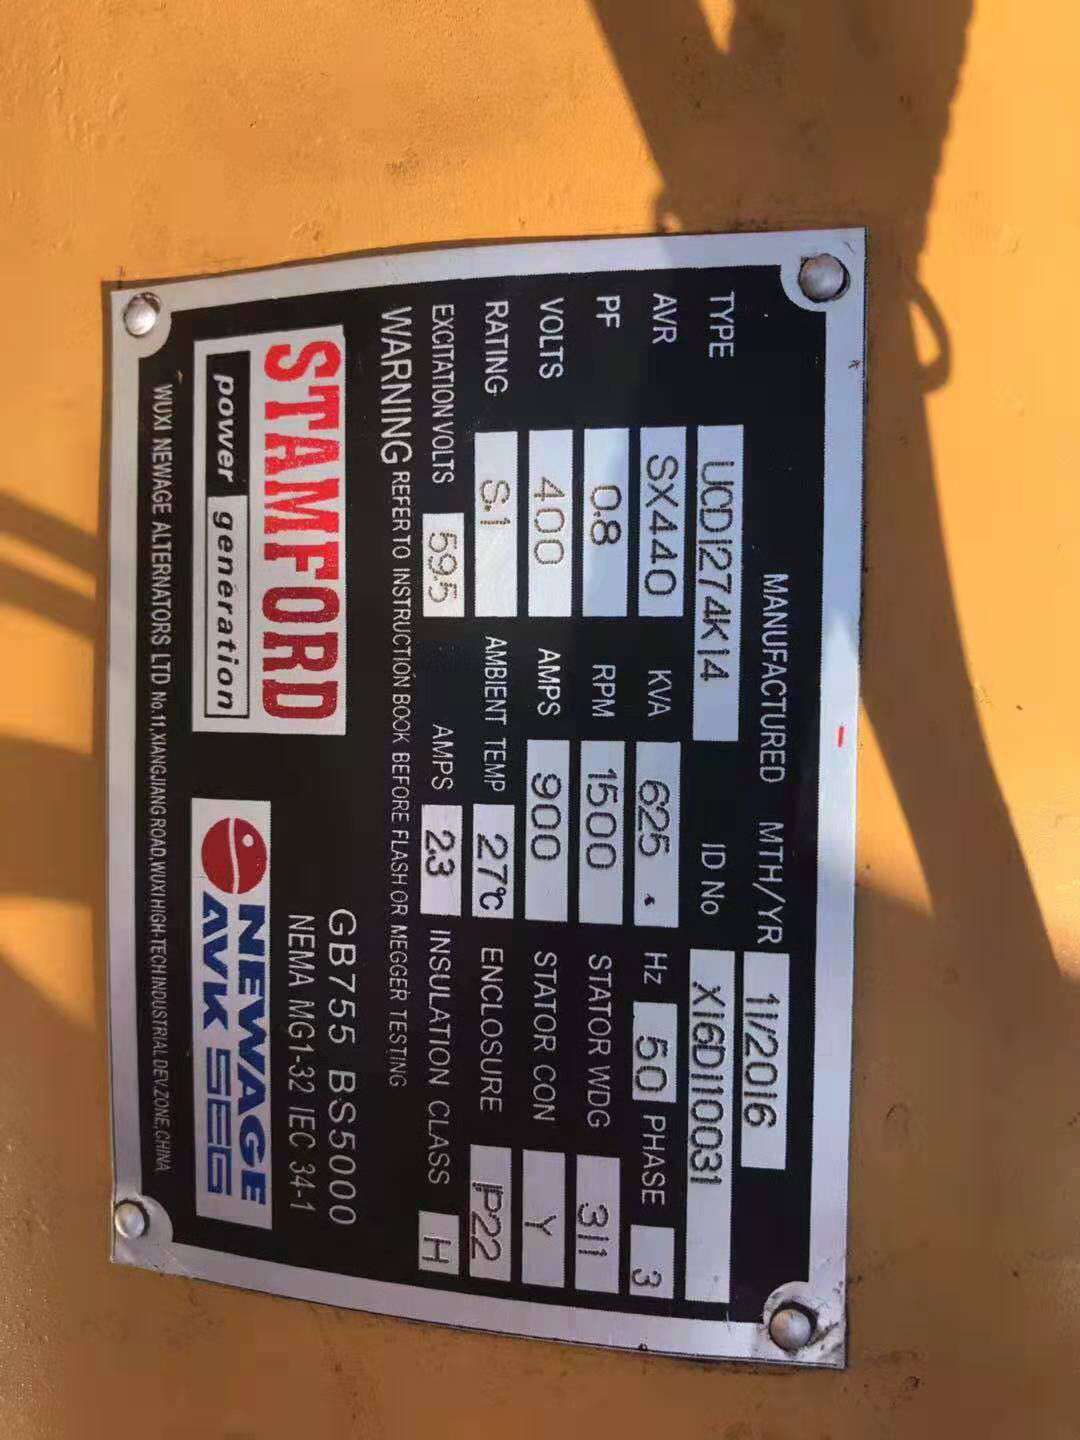 MANUFACTURED MTH/YR 11/2016
TYPE UCDI274K14 ID No X16D110031
AVR SX440 KVA 625 Hz 50 PHASE 3
PF 0.8 RPM 1500 STATOR WDG 311
VOLTS 400 AMPS 900 STATOR CON Y
RATING S.1 AMBIENT TEMP 27℃ ENCLOSURE IP22
EXCITATION VOLTS 59.5 AMPS 2.3 INSULATION CLASS H
WARNING REFER TO INSTRUCTION BOOK BEFORE FLASH OR MEGGER TESTING
GB755 BS5000
NEMA MG1-32 IEC 34-1
STAMFORD
power generation
NEWAGE
AVK SEG
WUXI NEWAGE ALTERNATORS LTD No.11,XIANGJIANG ROAD,WUXI HIGH-TECH INDUSTRIAL DEV.ZONE,CHINA